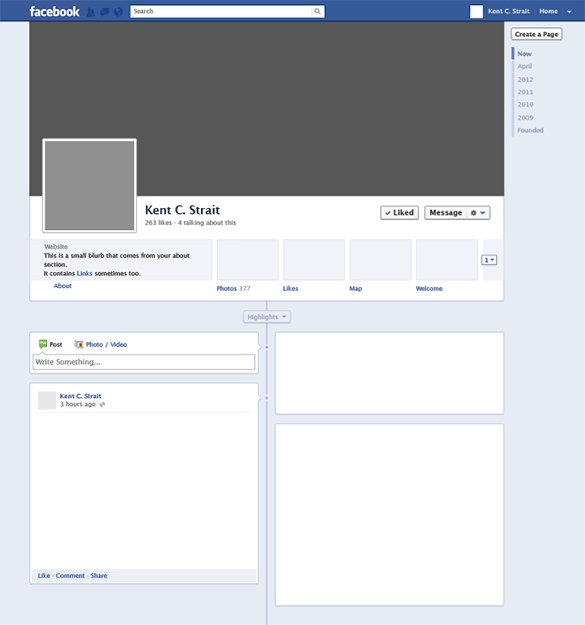 facebook
Search
Kent C. Strait
Home
Create a Page
Now
April
2012
2011
2010
2009
Founded
Kent C. Strait
263 likes · 4 talking about this
Liked
Message
Website
This is a small blurb that comes from your about
section.
It contains Links sometimes too.
About
Photos 377
Likes
Map
Welcome
1
Highlights
Post
Photo / Video
Write Something...
Kent C. Strait
3 hours ago
Like · Comment · Share